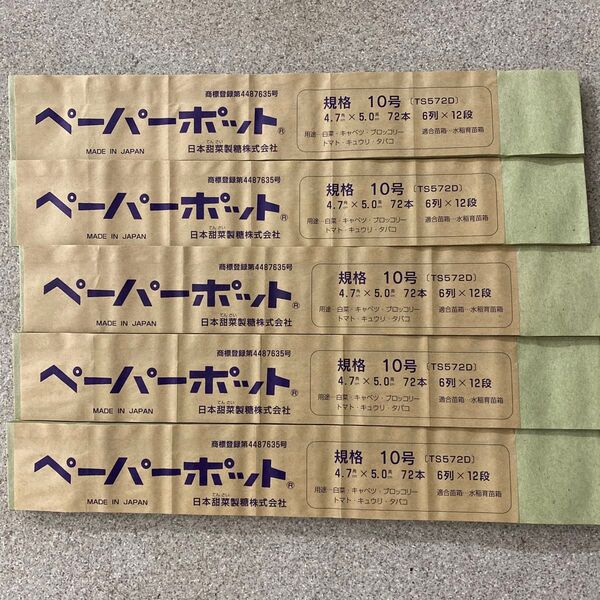 商標登録第4487635号
ペーパーポット®
MADE IN JAPAN
てん さい
日本甜菜製糖株式会社
規格 10号 〔TS572D〕
4.7㎝×5.0㎝ 72本 6列×12段
用途…白菜・キャベツ・ブロッコリー 適合苗箱…水稲育苗箱
トマト・キュウリ・タバコ
商標登録第4487635号
ペーパーポット®
MADE IN JAPAN
てん さい
日本甜菜製糖株式会社
規格 10号 〔TS572D〕
4.7㎝×5.0㎝ 72本 6列×12段
用途…白菜・キャベツ・ブロッコリー 適合苗箱…水稲育苗箱
トマト・キュウリ・タバコ
商標登録第4487635号
ペーパーポット®
MADE IN JAPAN
てん さい
日本甜菜製糖株式会社
規格 10号 〔TS572D〕
4.7㎝×5.0㎝ 72本 6列×12段
用途…白菜・キャベツ・ブロッコリー 適合苗箱…水稲育苗箱
トマト・キュウリ・タバコ
商標登録第4487635号
ペーパーポット®
MADE IN JAPAN
てん さい
日本甜菜製糖株式会社
規格 10号 〔TS572D〕
4.7㎝×5.0㎝ 72本 6列×12段
用途…白菜・キャベツ・ブロッコリー 適合苗箱…水稲育苗箱
トマト・キュウリ・タバコ
商標登録第4487635号
ペーパーポット®
MADE IN JAPAN
てん さい
日本甜菜製糖株式会社
規格 10号 〔TS572D〕
4.7㎝×5.0㎝ 72本 6列×12段
用途…白菜・キャベツ・ブロッコリー 適合苗箱…水稲育苗箱
トマト・キュウリ・タバコ